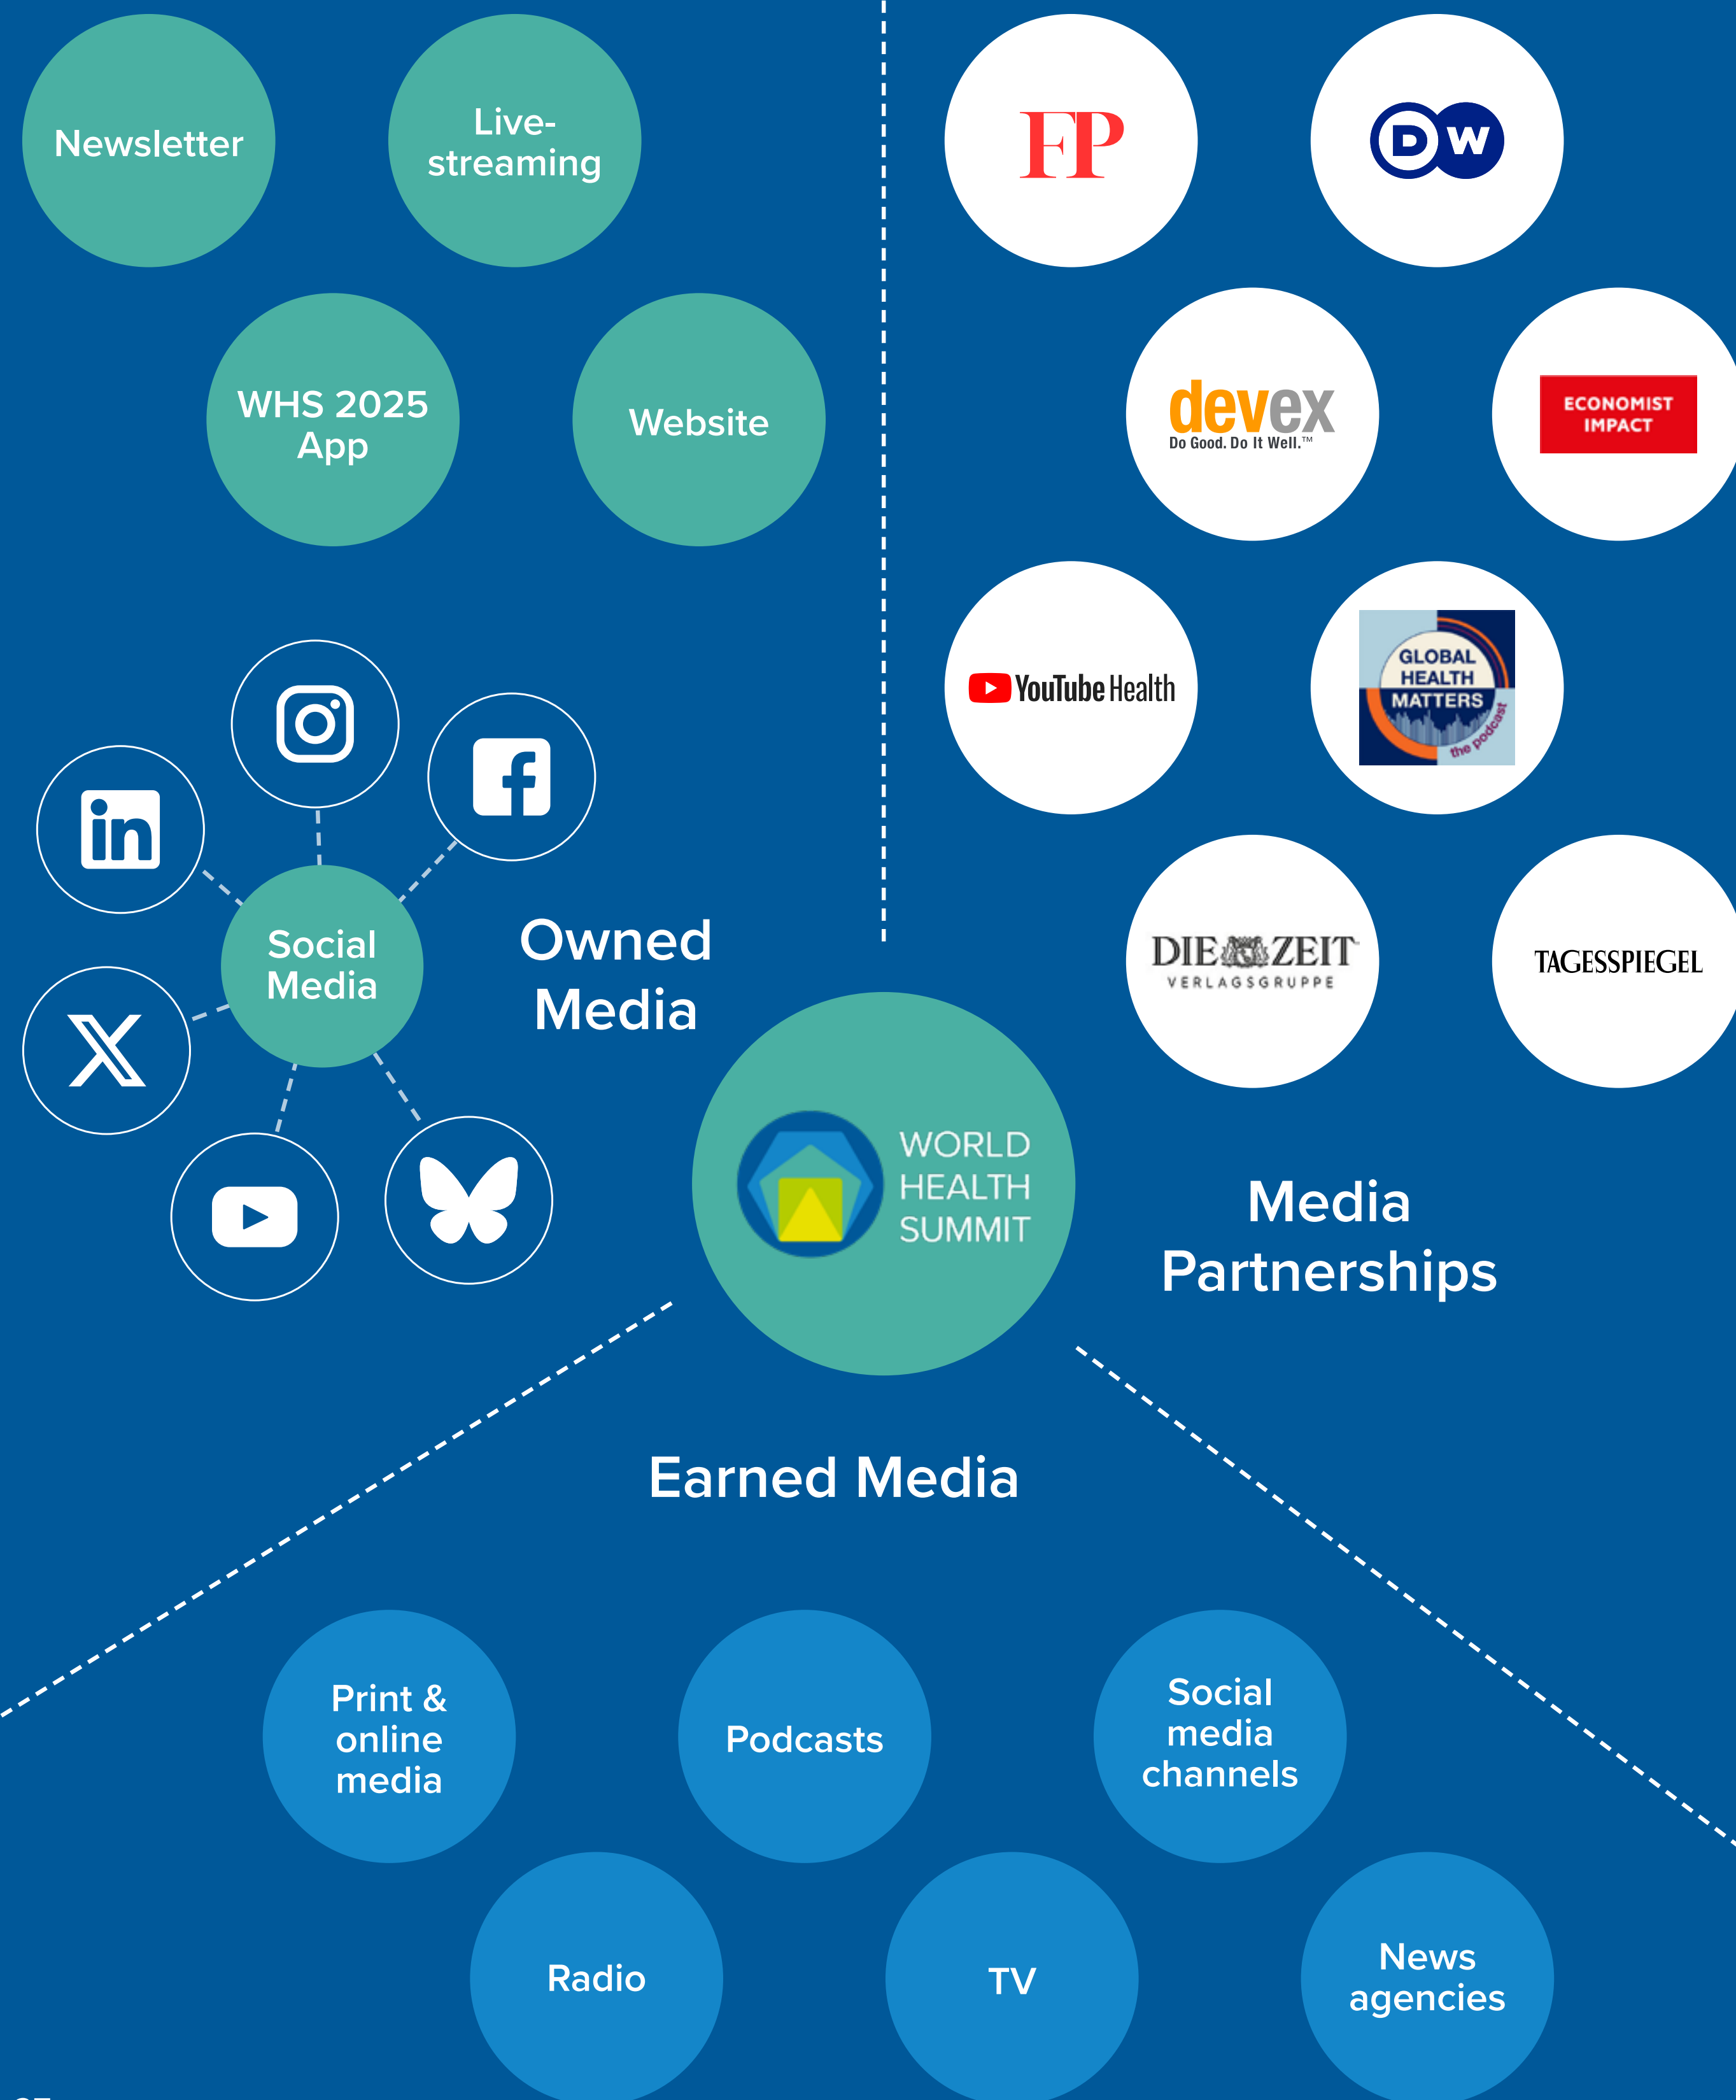 Newsletter
Live-
streaming
WHS 2025
App
Website
in
f
X
Social
Media
Owned
Media
FP
DW
devex
Do Good. Do It Well.™
ECONOMIST
IMPACT
YouTube Health
GLOBAL
HEALTH
MATTERS
the podcast
DIE ZEIT
VERLAGSGRUPPE
TAGESSPIEGEL
WORLD
HEALTH
SUMMIT
Media
Partnerships
Earned Media
Print &
online
media
Podcasts
Social
media
channels
Radio
TV
News
agencies